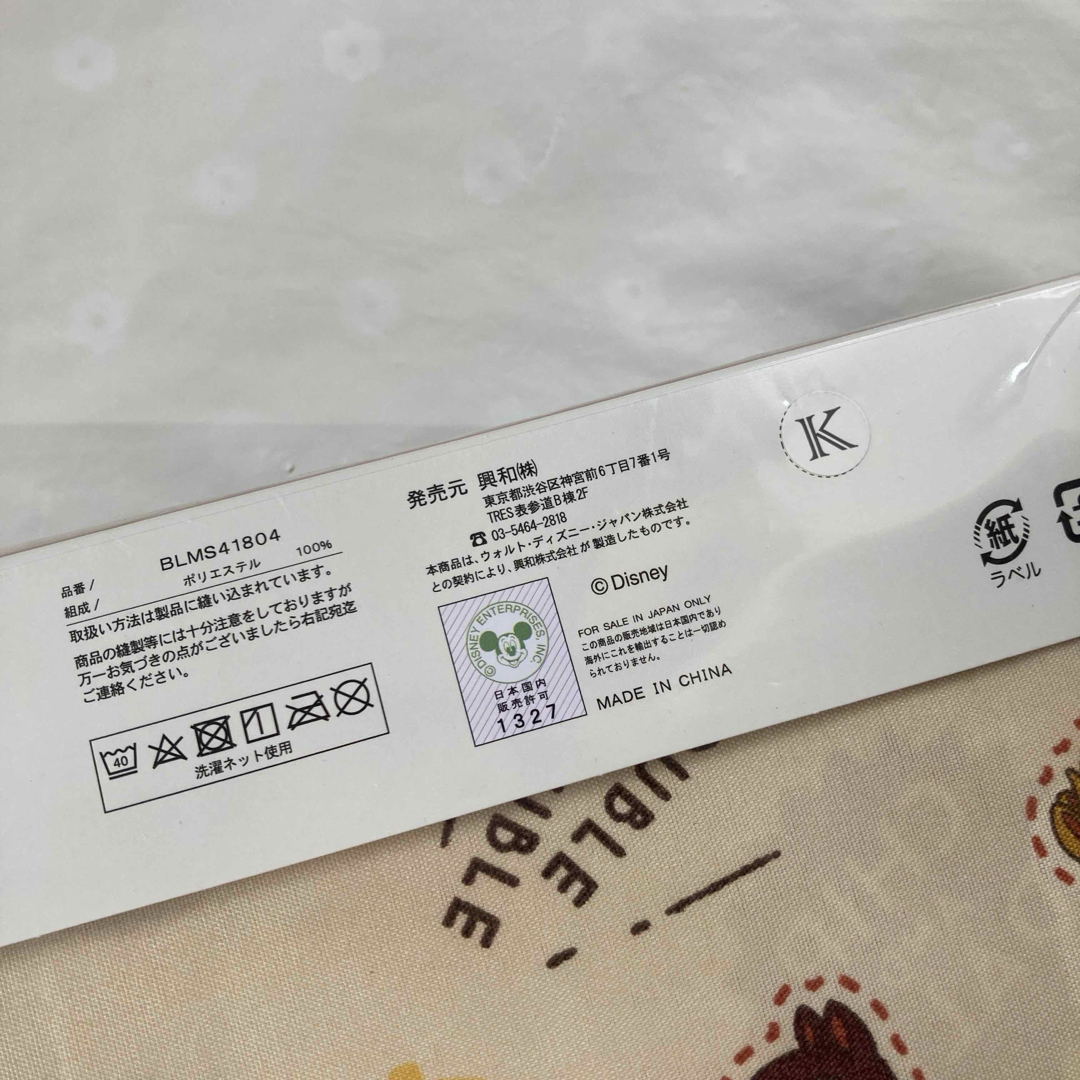 品番 / BLMS41804
組成 / ポリエステル 100%
取扱い方法は製品に縫い込まれています。
商品の縫製等には十分注意をしておりますが
万一お気づきの点がございましたら右記宛迄
ご連絡ください。
40
洗濯ネット使用
発売元 興和㈱
東京都渋谷区神宮前6丁目7番1号
TRES表参道B棟2F
☎ 03-5464-2818
本商品は、ウォルト・ディズニー・ジャパン株式会社
との契約により、興和株式会社が製造したものです。
©DISNEY ENTERPRISES, INC.
日本国内
販売許可
1327
©Disney
FOR SALE IN JAPAN ONLY
この商品の販売地域は日本国内であり
海外にこれを輸出することは一切認め
られておりません。
MADE IN CHINA
K
紙
ラベル
UBLE
UBLE